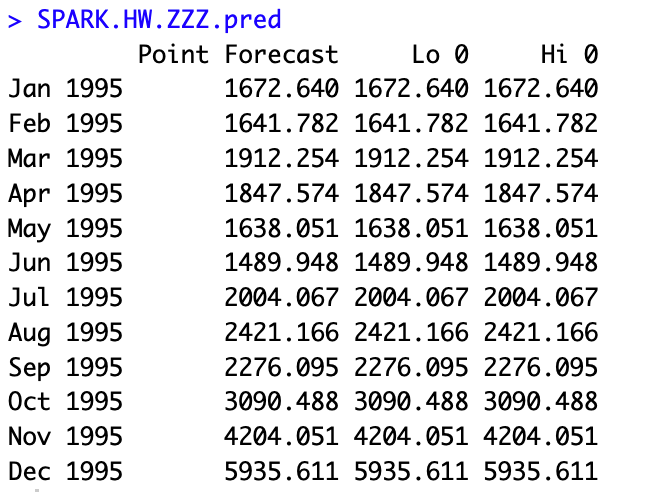 > SPARK.HW.ZZZ.pred
Point Forecast Lo 0 Hi 0
Jan 1995 1672.640 1672.640 1672.640
Feb 1995 1641.782 1641.782 1641.782
Mar 1995 1912.254 1912.254 1912.254
Apr 1995 1847.574 1847.574 1847.574
May 1995 1638.051 1638.051 1638.051
Jun 1995 1489.948 1489.948 1489.948
Jul 1995 2004.067 2004.067 2004.067
Aug 1995 2421.166 2421.166 2421.166
Sep 1995 2276.095 2276.095 2276.095
Oct 1995 3090.488 3090.488 3090.488
Nov 1995 4204.051 4204.051 4204.051
Dec 1995 5935.611 5935.611 5935.611